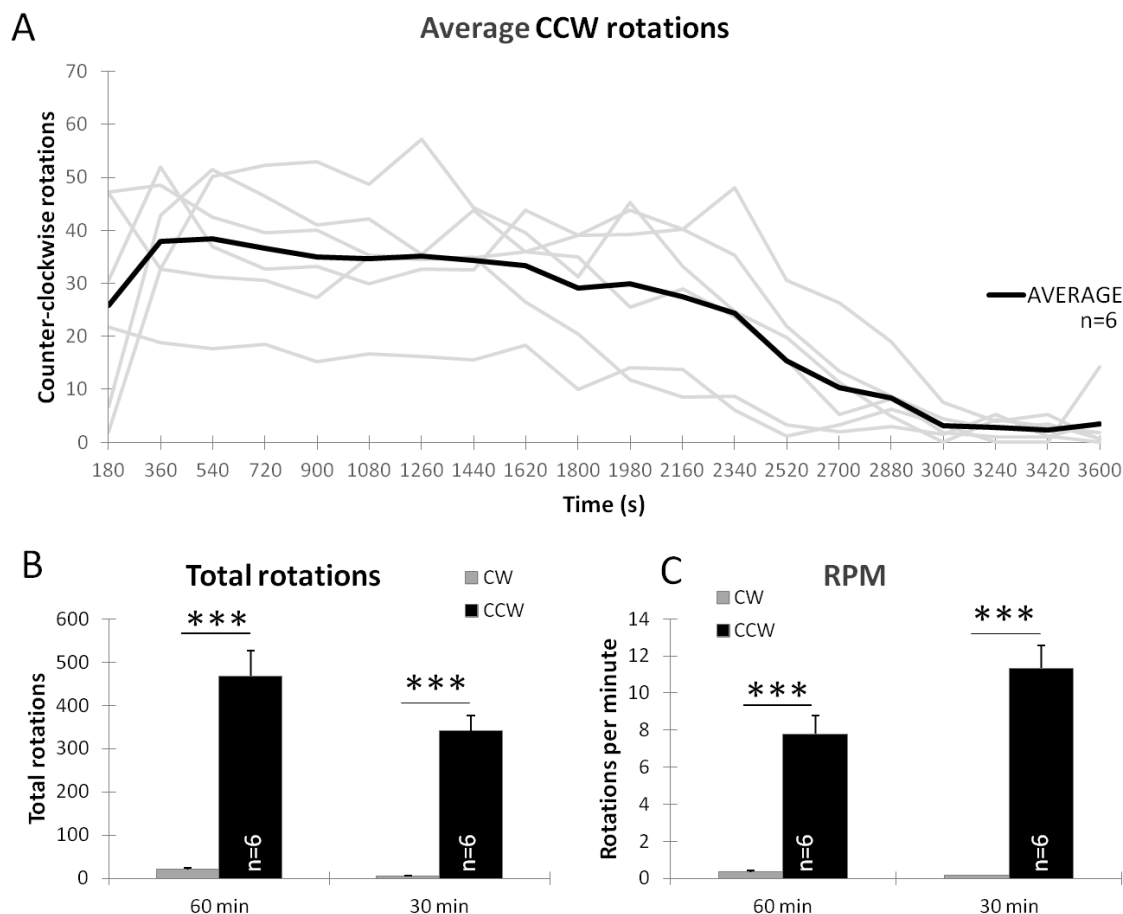 A
Average CCW rotations
Counter-clockwise rotations
70
60
50
40
30
20
10
0
180 360 540 720 900 1080 1260 1440 1620 1800 1980 2160 2340 2520 2700 2880 3060 3240 3420 3600
Time (s)
AVERAGE
n=6
B
Total rotations
CW
CCW
Total rotations
600
500
400
300
200
100
0
***
***
n=6
n=6
60 min 30 min
C
RPM
CW
CCW
Rotations per minute
14
12
10
8
6
4
2
0
***
***
n=6
n=6
60 min 30 min